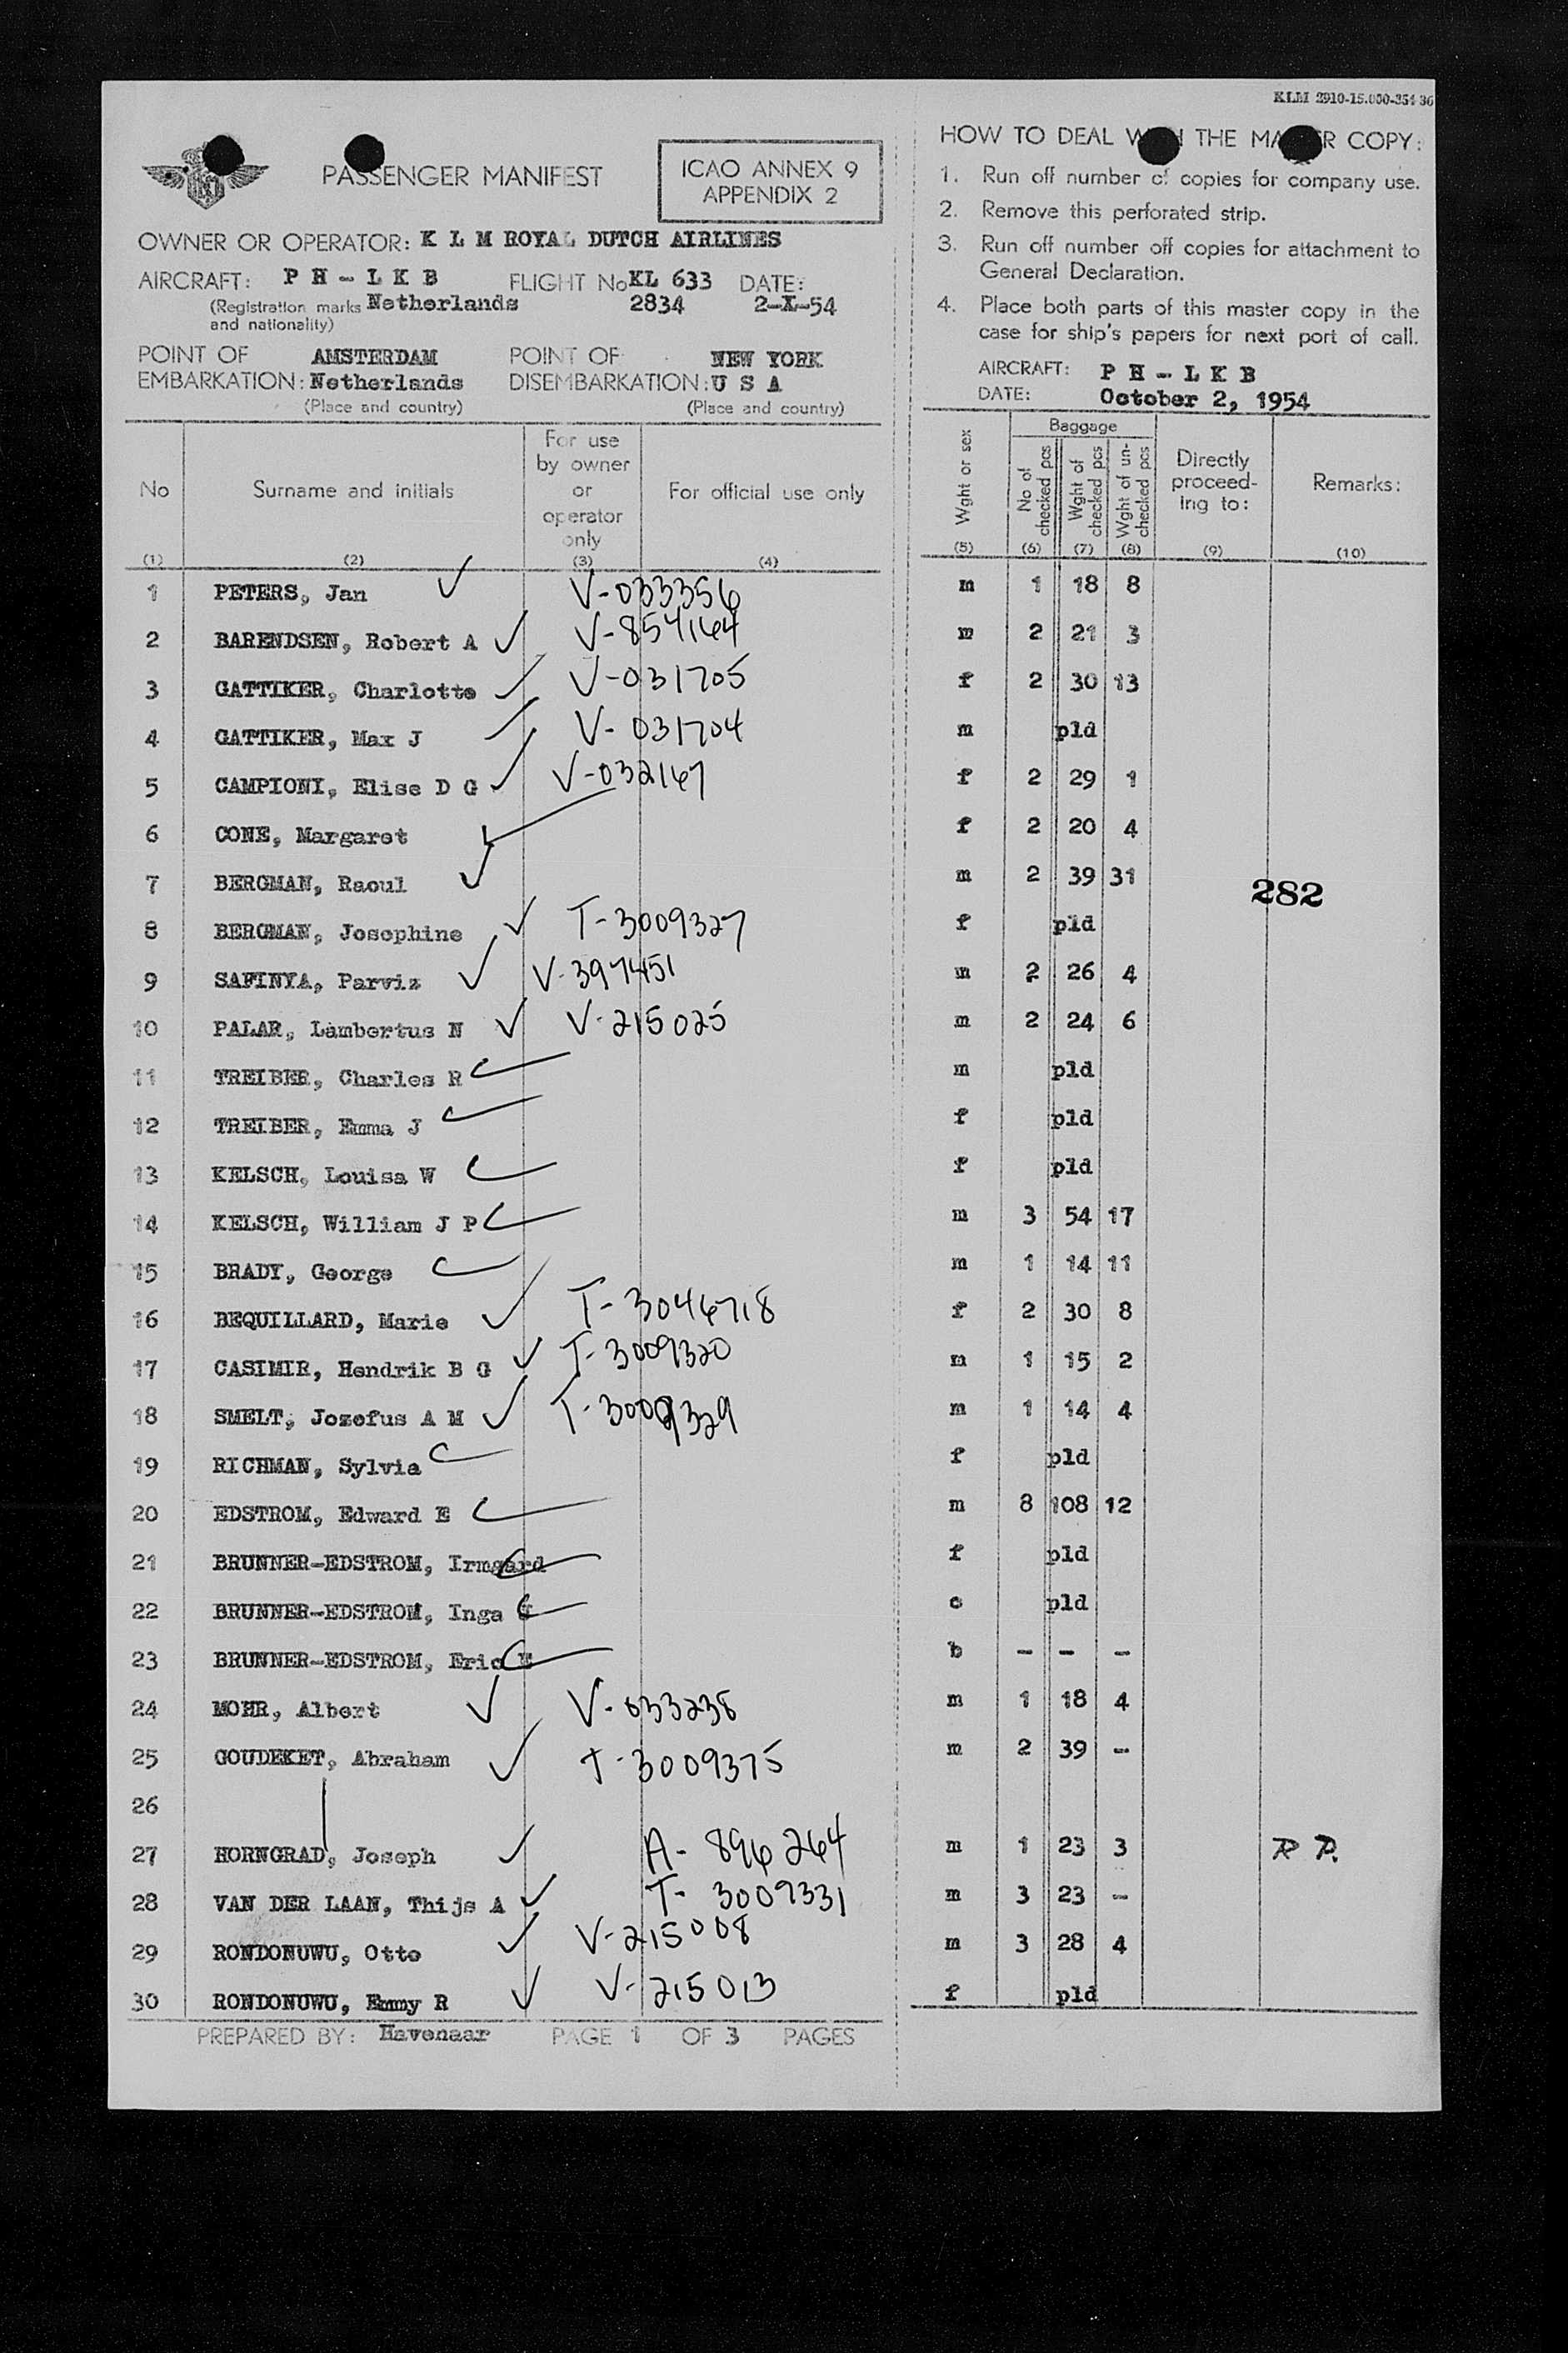 KLM 2910-15.000-354-36
PASSENGER MANIFEST
ICAO ANNEX 9
APPENDIX 2
OWNER OR OPERATOR: K L M ROYAL DUTCH AIRLINES
AIRCRAFT: P H - L K B FLIGHT No KL 633 DATE:
(Registration marks Netherlands 2834 2-X-54
and nationality)
POINT OF AMSTERDAM POINT OF NEW YORK
EMBARKATION: Netherlands DISEMBARKATION: U S A
(Place and country) (Place and country)
HOW TO DEAL THE COPY:
1. Run off number of copies for company use.
2. Remove this perforated strip.
3. Run off number off copies for attachment to
General Declaration.
4. Place both parts of this master copy in the
case for ship's papers for next port of call.
AIRCRAFT: P H - L K B
DATE: October 2, 1954
No Surname and initials For use by owner or operator only For official use only Wght or sex Baggage No of checked pcs Wght of checked pcs Wght of un-checked pcs Directly proceed-ing to: Remarks:
(1) (2) (3) (4) (5) (6) (7) (8) (9) (10)
1 PETERS, Jan V-033356 m 1 18 8
2 BARENDSEN, Robert A V-854164 m 2 21 3
3 GATTIKER, Charlotte V-031705 f 2 30 13
4 GATTIKER, Max J V-031704 m pld
5 CAMPIONI, Elise D G V-032167 f 2 29 1
6 CONE, Margaret f 2 20 4
7 BERGMAN, Raoul m 2 39 31
282
8 BERGMAN, Josephine T-3009327 f pld
9 SAFINYA, Parviz V-397451 m 2 26 4
10 PALAR, Lambertus N V-215025 m 2 24 6
11 TREIBER, Charles R m pld
12 TREIBER, Emma J f pld
13 KELSCH, Louisa W f pld
14 KELSCH, William J P m 3 54 17
15 BRADY, George m 1 14 11
16 BEQUILLARD, Marie T-3046718 f 2 30 8
17 CASIMIR, Hendrik B G T-3009320 m 1 15 2
18 SMELT, Jozefus A M T-3009329 m 1 14 4
19 RICHMAN, Sylvia f pld
20 EDSTROM, Edward E m 8 108 12
21 BRUNNER-EDSTROM, Irmgard f pld
22 BRUNNER-EDSTROM, Inga c pld
23 BRUNNER-EDSTROM, Eric E b - - -
24 MOHR, Albert V-033238 m 1 18 4
25 GOUDEKET, Abraham T-3009375 m 2 39 -
26
27 HORNGRAD, Joseph A-896264 m 1 23 3 R P.
28 VAN DER LAAN, Thijs A T-3009331 m 3 23 -
29 RONDONUWU, Otto V-215008 m 3 28 4
30 RONDONUWU, Emmy R V-215013 f pld
PREPARED BY: Havenaar PAGE 1 OF 3 PAGES